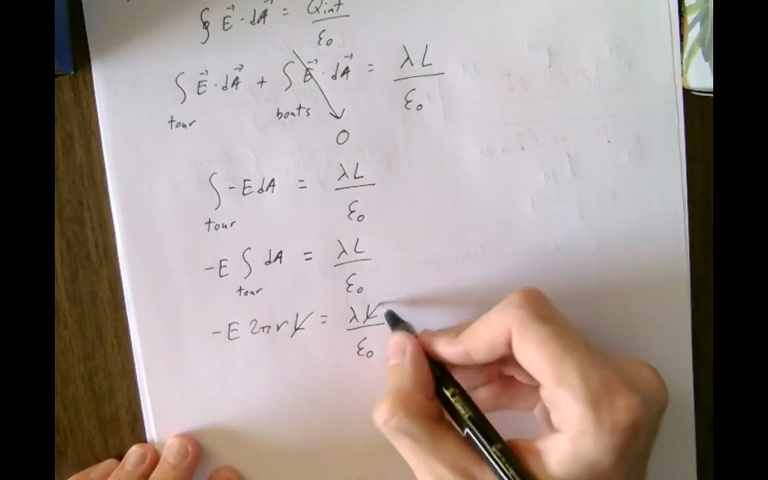 ∮ E⃗ · dA⃗ = Qint / ε₀
∫tour E⃗ · dA⃗ + ∫bouts E⃗ · dA⃗ = λL / ε₀
0
∫tour -E dA = λL / ε₀
-E ∫tour dA = λL / ε₀
-E 2πrL = λL / ε₀